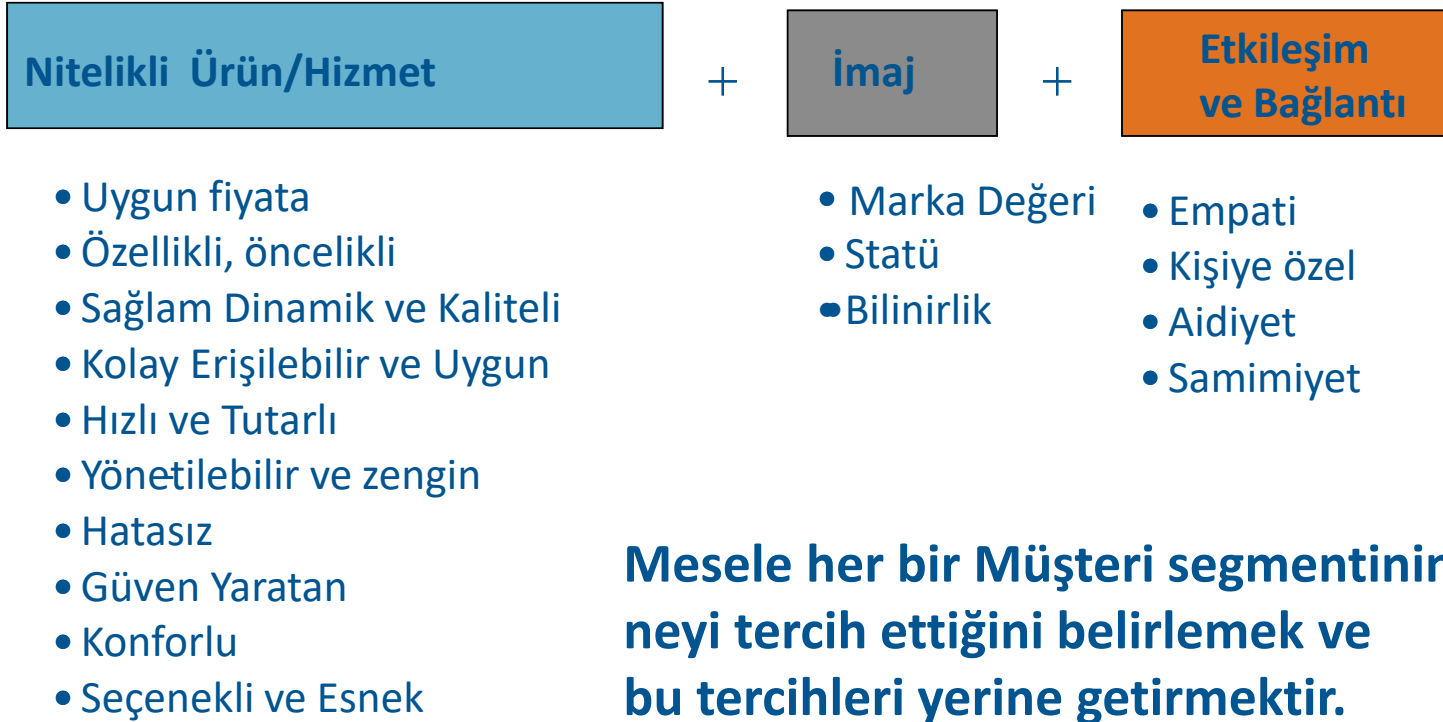 Nitelikli Ürün/Hizmet
+
İmaj
+
Etkileşim
ve Bağlantı
• Uygun fiyata
• Özellikli, öncelikli
• Sağlam Dinamik ve Kaliteli
• Kolay Erişilebilir ve Uygun
• Hızlı ve Tutarlı
• Yönetilebilir ve zengin
• Hatasız
• Güven Yaratan
• Konforlu
• Seçenekli ve Esnek
• Marka Değeri
• Statü
• Bilinirlik
• Empati
• Kişiye özel
• Aidiyet
• Samimiyet
Mesele her bir Müşteri segmentinin
neyi tercih ettiğini belirlemek ve
bu tercihleri yerine getirmektir.